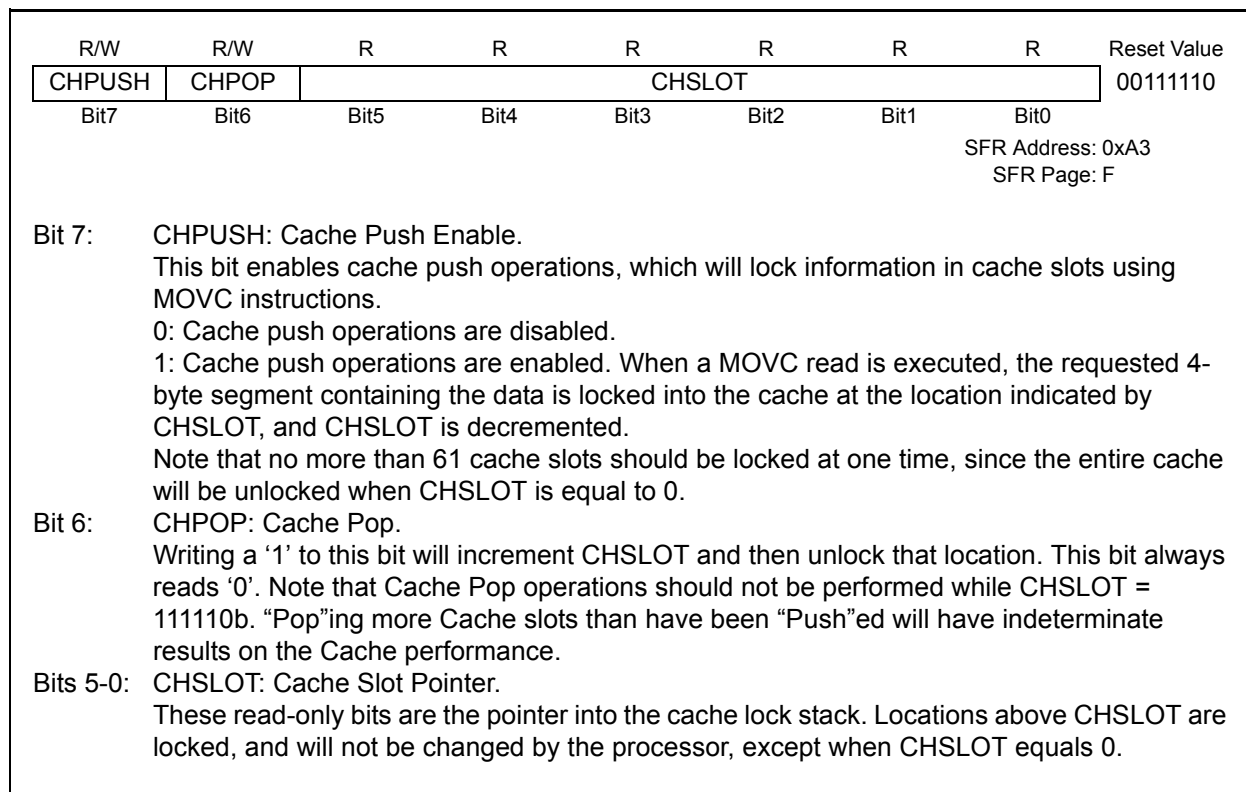 R/W R/W R R R R R R Reset Value
CHPUSH CHPOP CHSLOT 00111110
Bit7 Bit6 Bit5 Bit4 Bit3 Bit2 Bit1 Bit0
SFR Address: 0xA3
SFR Page: F
Bit 7: CHPUSH: Cache Push Enable.
This bit enables cache push operations, which will lock information in cache slots using
MOVC instructions.
0: Cache push operations are disabled.
1: Cache push operations are enabled. When a MOVC read is executed, the requested 4-
byte segment containing the data is locked into the cache at the location indicated by
CHSLOT, and CHSLOT is decremented.
Note that no more than 61 cache slots should be locked at one time, since the entire cache
will be unlocked when CHSLOT is equal to 0.
Bit 6: CHPOP: Cache Pop.
Writing a ‘1’ to this bit will increment CHSLOT and then unlock that location. This bit always
reads ‘0’. Note that Cache Pop operations should not be performed while CHSLOT =
111110b. “Pop”ing more Cache slots than have been “Push”ed will have indeterminate
results on the Cache performance.
Bits 5-0: CHSLOT: Cache Slot Pointer.
These read-only bits are the pointer into the cache lock stack. Locations above CHSLOT are
locked, and will not be changed by the processor, except when CHSLOT equals 0.